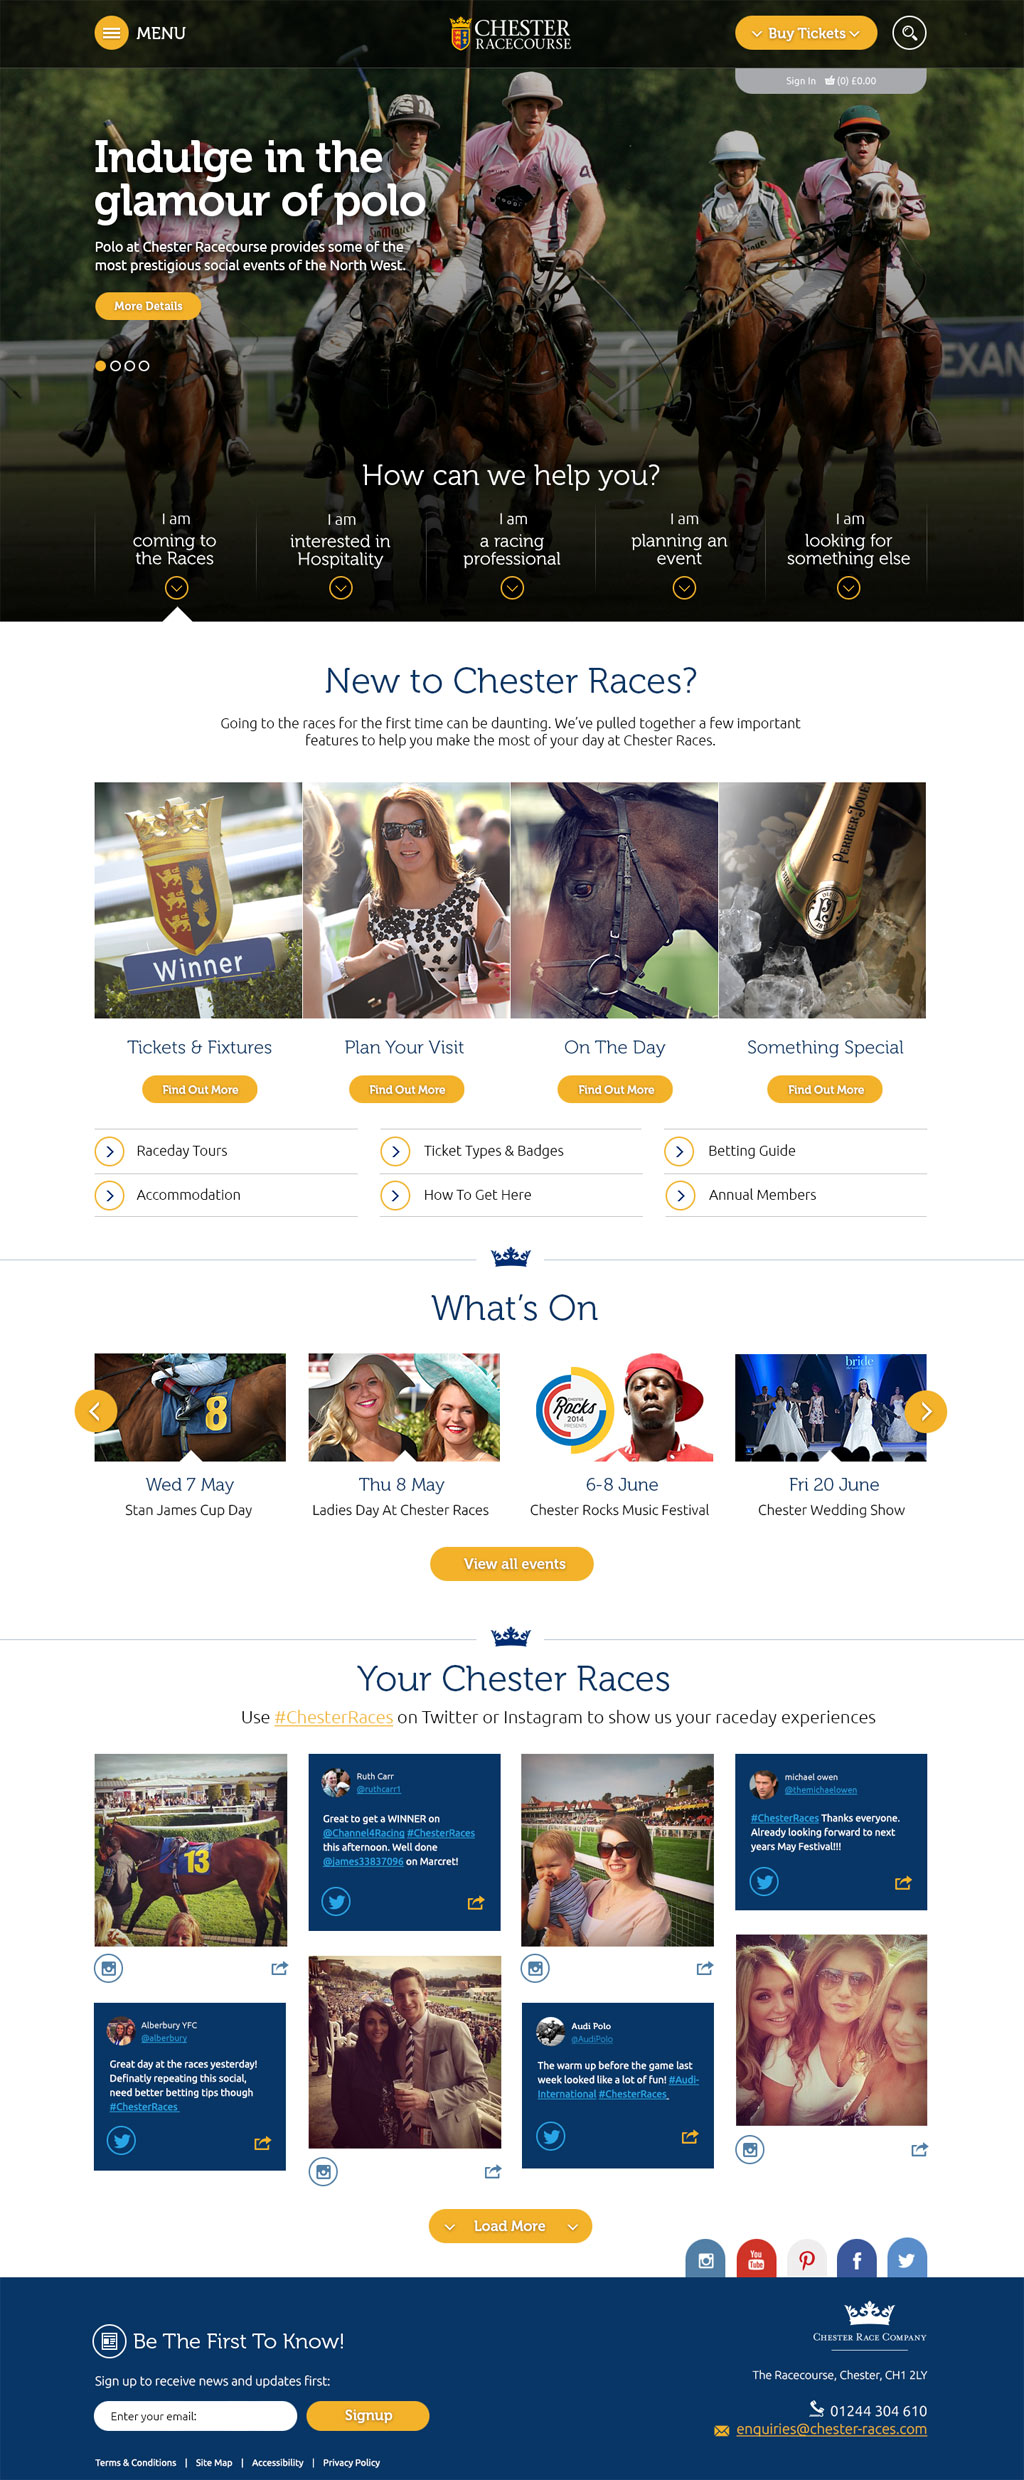 MENU
CHESTER
RACECOURSE
Buy Tickets
Sign In (0) £0.00
Indulge in the
glamour of polo
Polo at Chester Racecourse provides some of the
most prestigious social events of the North West.
More Details
San Miguel
4
EXAN
How can we help you?
I am
coming to
the Races
I am
interested in
Hospitality
I am
a racing
professional
I am
planning an
event
I am
looking for
something else
New to Chester Races?
Going to the races for the first time can be daunting. We've pulled together a few important
features to help you make the most of your day at Chester Races.
Winner
PERRIER JOUË
Tickets & Fixtures
Plan Your Visit
On The Day
Something Special
Find Out More
Find Out More
Find Out More
Find Out More
Raceday Tours
Ticket Types & Badges
Betting Guide
Accommodation
How To Get Here
Annual Members
What's On
8
CHESTER
Rocks
2014
PRESENTS
bride
Wed 7 May
Thu 8 May
6-8 June
Fri 20 June
Stan James Cup Day
Ladies Day At Chester Races
Chester Rocks Music Festival
Chester Wedding Show
View all events
Your Chester Races
Use #ChesterRaces on Twitter or Instagram to show us your raceday experiences
13
Ruth Carr
@ruthcarr1
Great to get a WINNER on
@Channel4Racing #ChesterRaces
this afternoon. Well done
@james33837096 on Marcret!
michael owen
@themichaelowen
#ChesterRaces Thanks everyone.
Already looking forward to next
years May Festival!!!
Alberbury YFC
@alberbury
Great day at the races yesterday!
Definatly repeating this social,
need better betting tips though
#ChesterRaces
Audi Polo
@AudiPolo
The warm up before the game last
week looked like a lot of fun! #Audi-
International #ChesterRaces
Load More
You
Tube
Be The First To Know!
Sign up to receive news and updates first:
Enter your email:
Signup
Terms & Conditions | Site Map | Accessibility | Privacy Policy
CHESTER RACE COMPANY
The Racecourse, Chester, CH1 2LY
01244 304 610
enquiries@chester-races.com